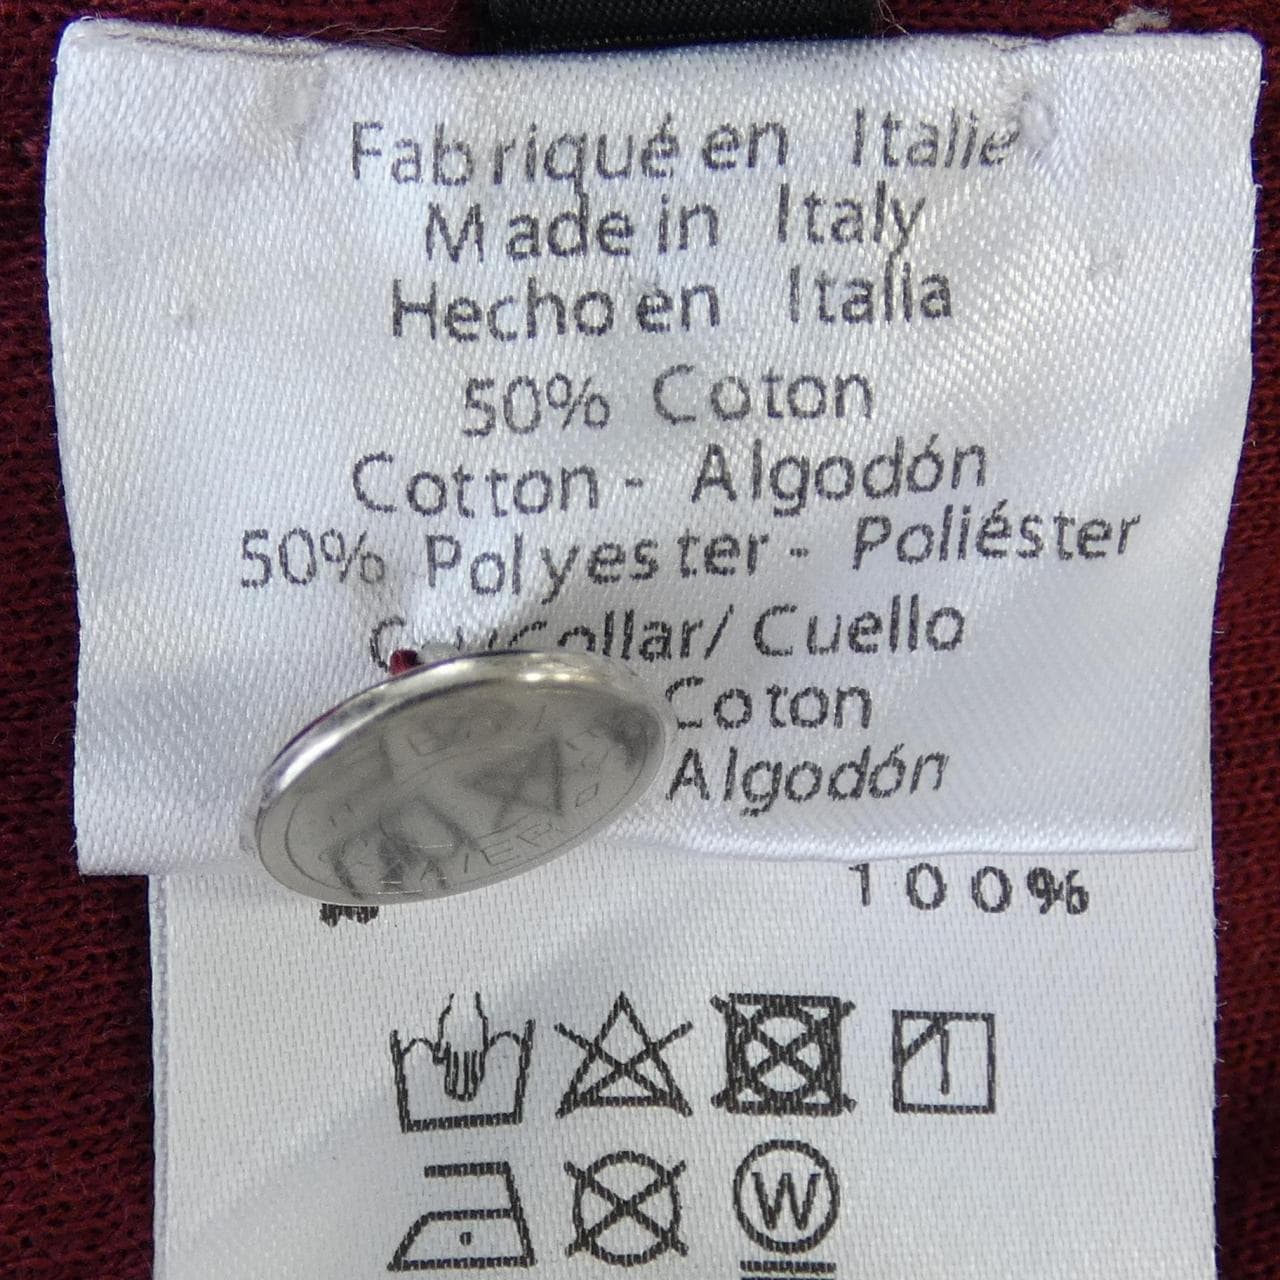 Fabriqué en Italie
Made in Italy
Hecho en Italia
50% Coton
Cotton - Algodón
50% Polyester - Poliéster
Collar/ Cuello
Coton
Algodón
100%
W